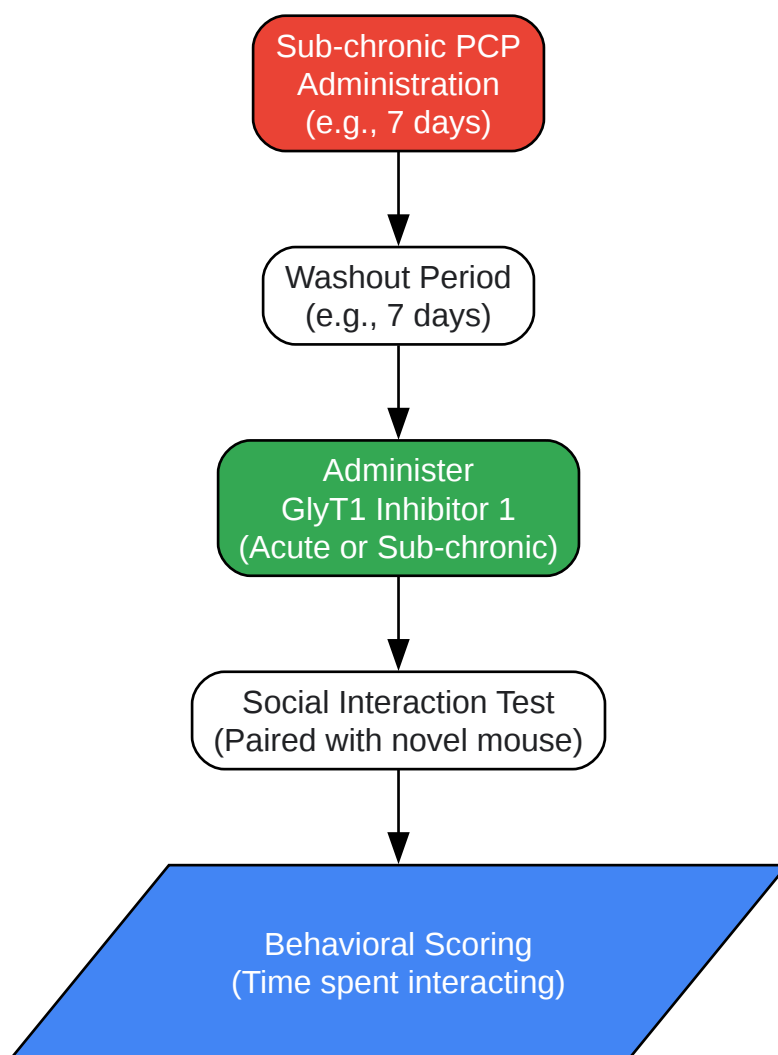 Sub-chronic PCP
Administration
(e.g., 7 days)
Washout Period
(e.g., 7 days)
Administer
GlyT1 Inhibitor 1
(Acute or Sub-chronic)
Social Interaction Test
(Paired with novel mouse)
Behavioral Scoring
(Time spent interacting)